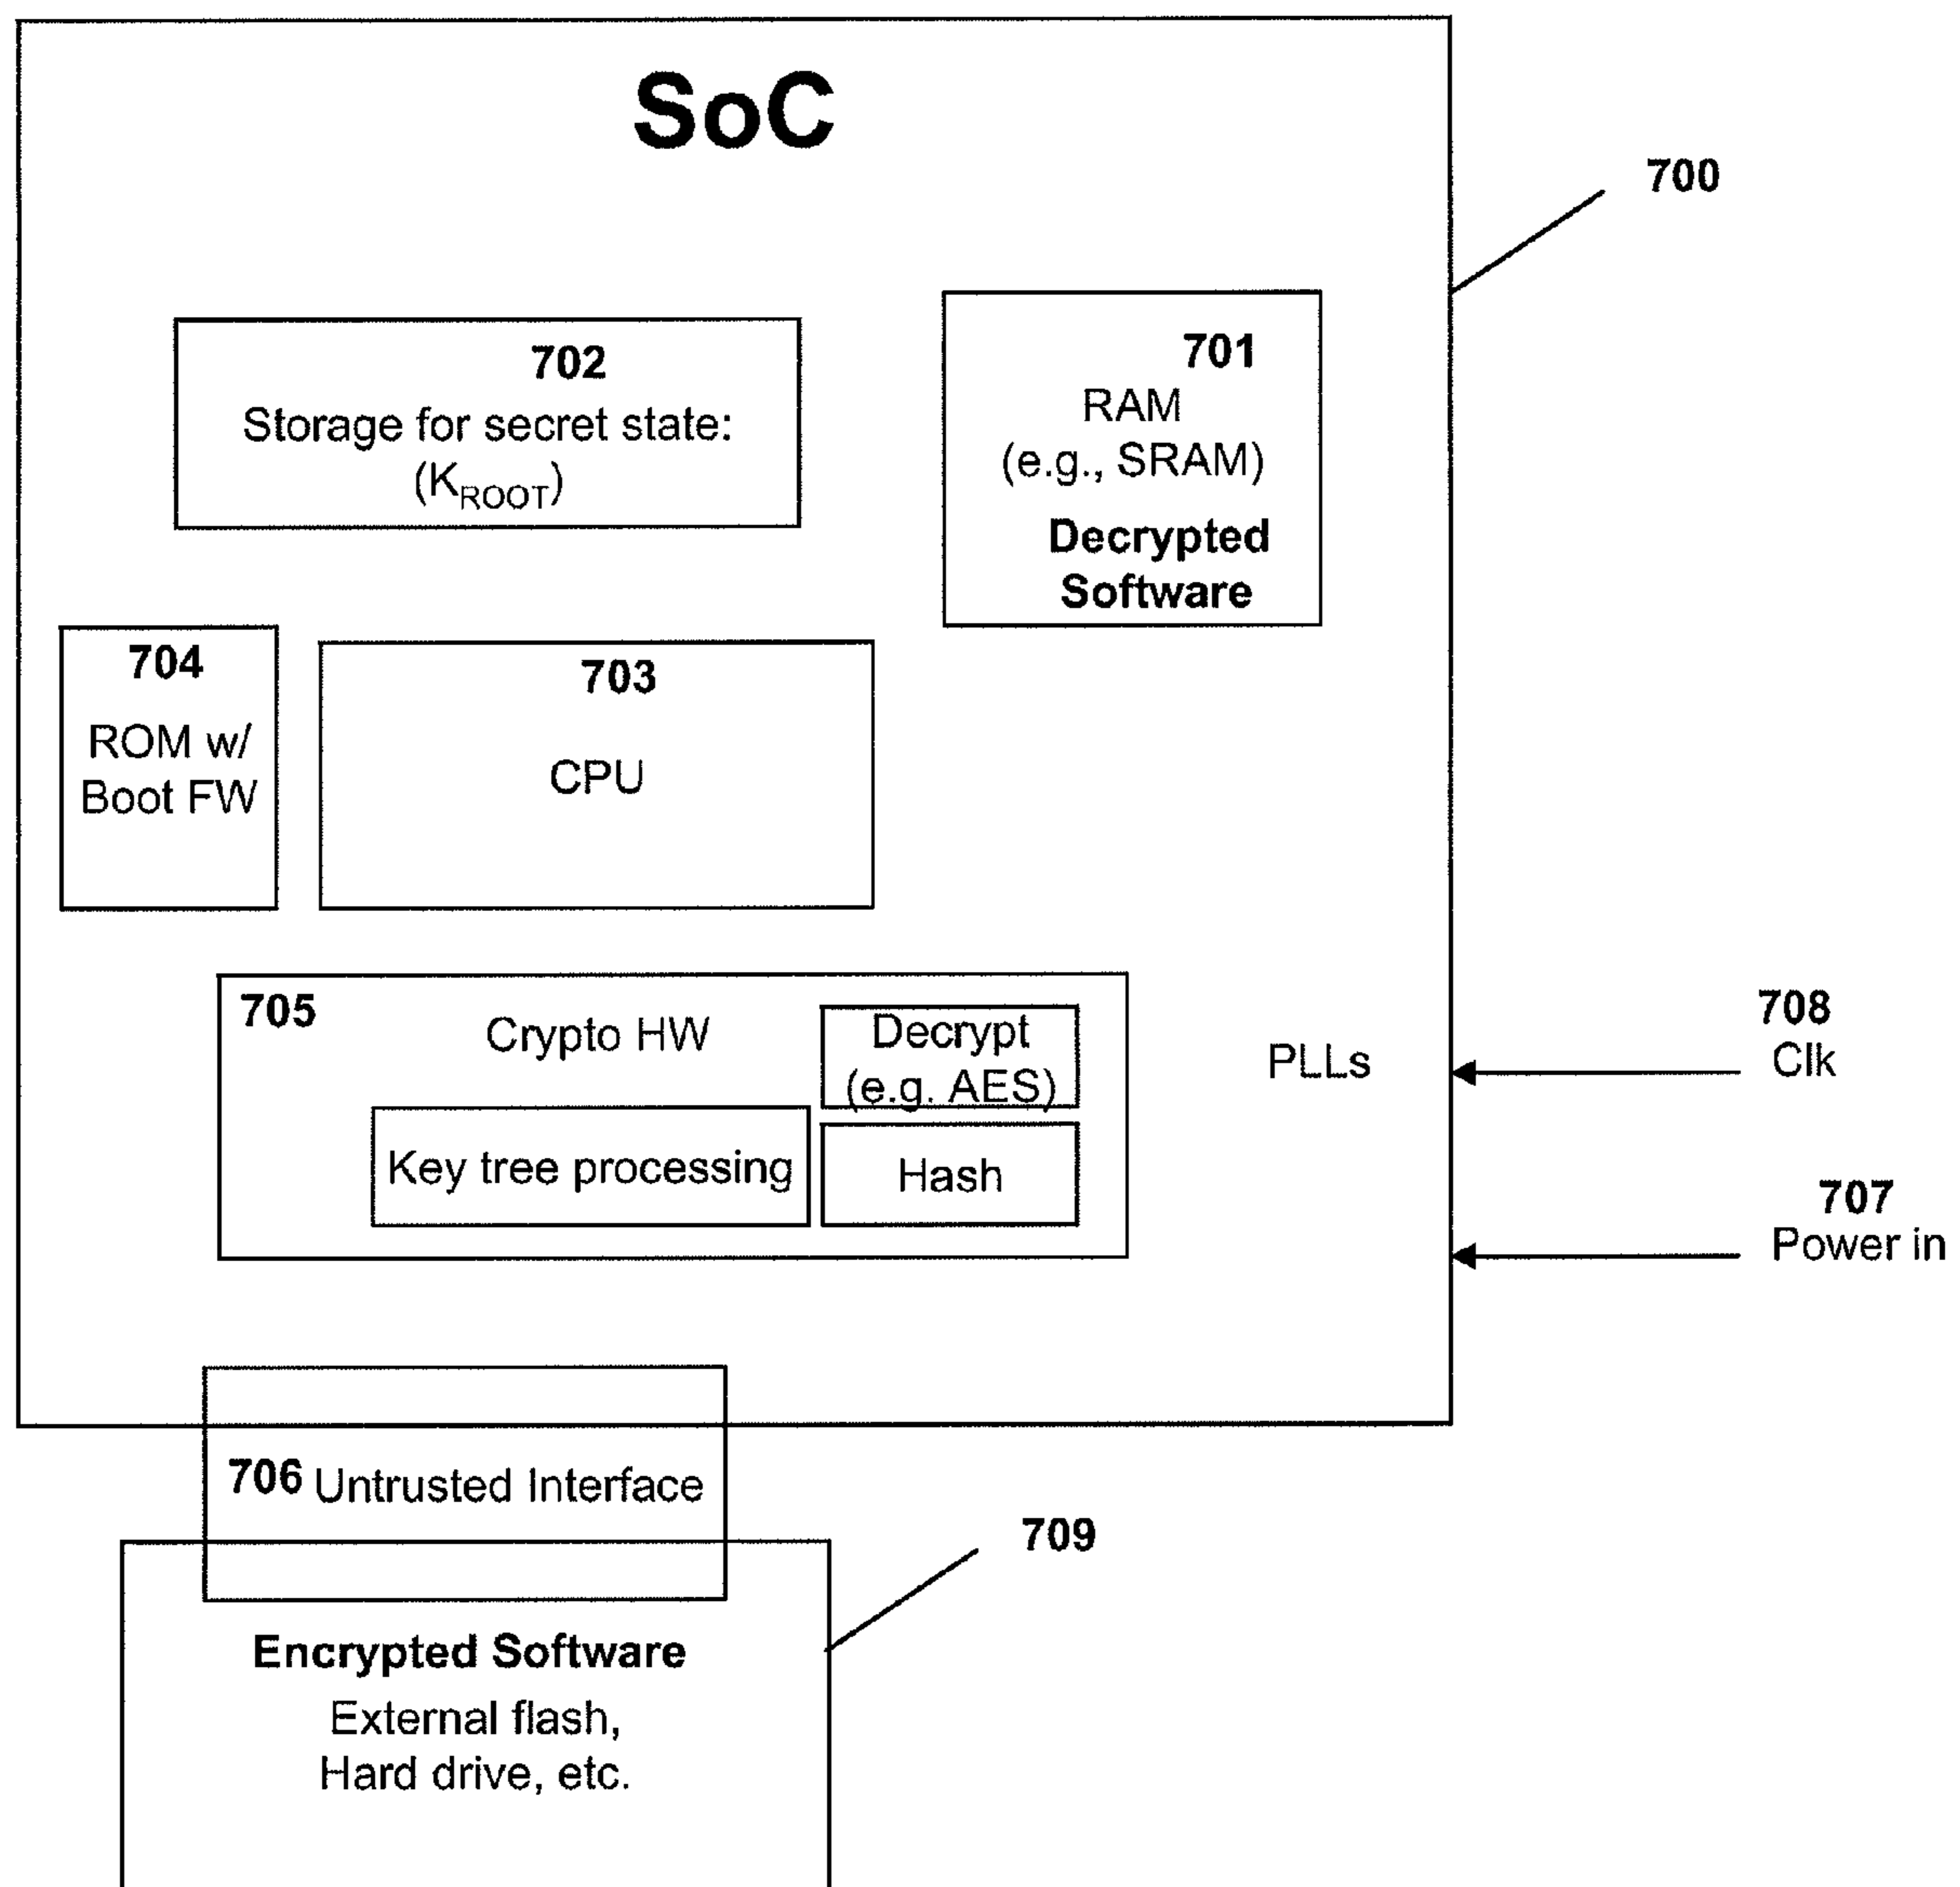 SoC
700
702
Storage for secret state:
(KROOT)
701
RAM
(e.g., SRAM)
Decrypted
Software
704
ROM w/
Boot FW
703
CPU
705
Crypto HW
Decrypt
(e.g. AES)
Key tree processing
Hash
PLLs
708
Clk
707
Power in
706 Untrusted Interface
709
Encrypted Software
External flash,
Hard drive, etc.